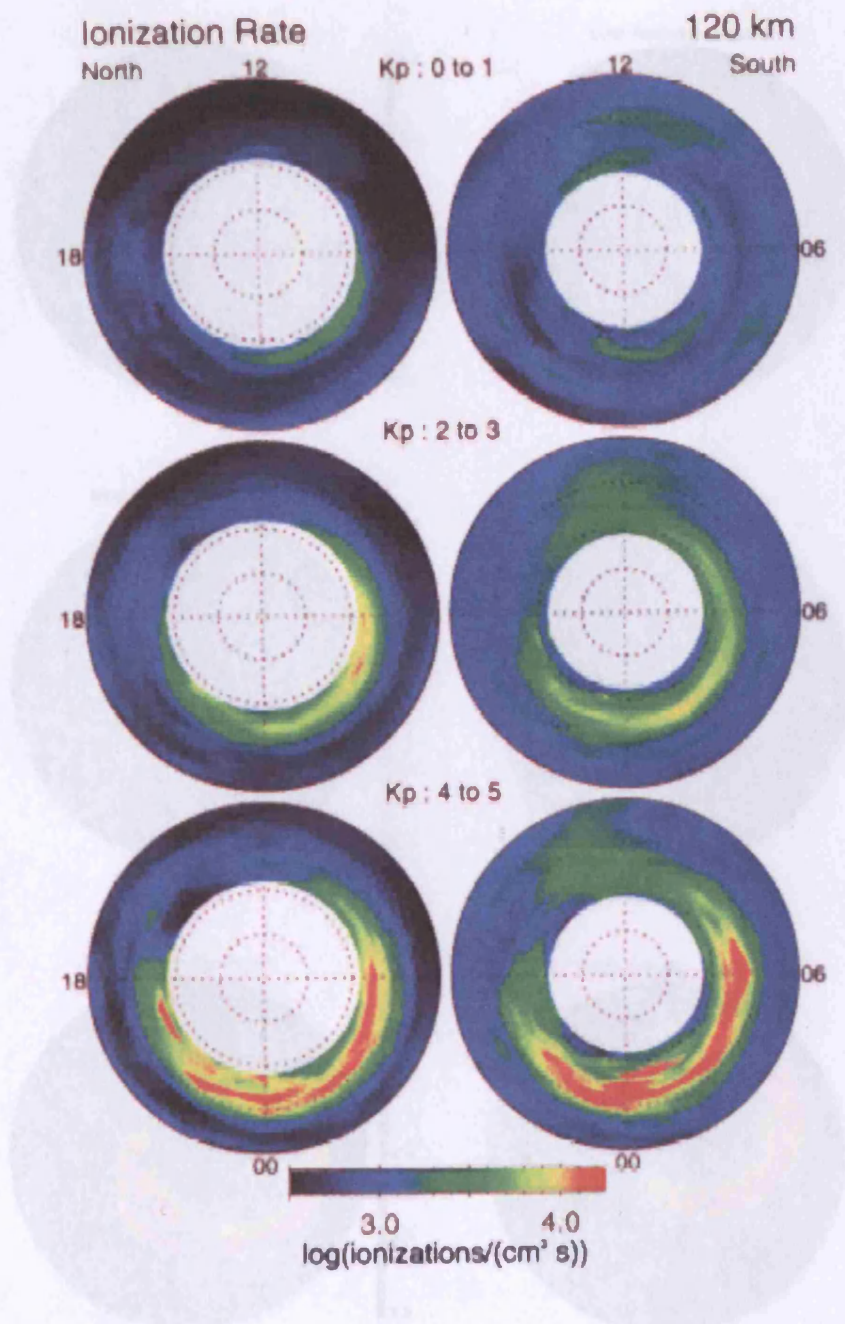 Ionization Rate 120 km
North 12 Kp : 0 to 1 12 South
18 06
Kp : 2 to 3
18 06
Kp : 4 to 5
18 06
00 00
3.0 4.0
log(ionizations/(cm³ s))